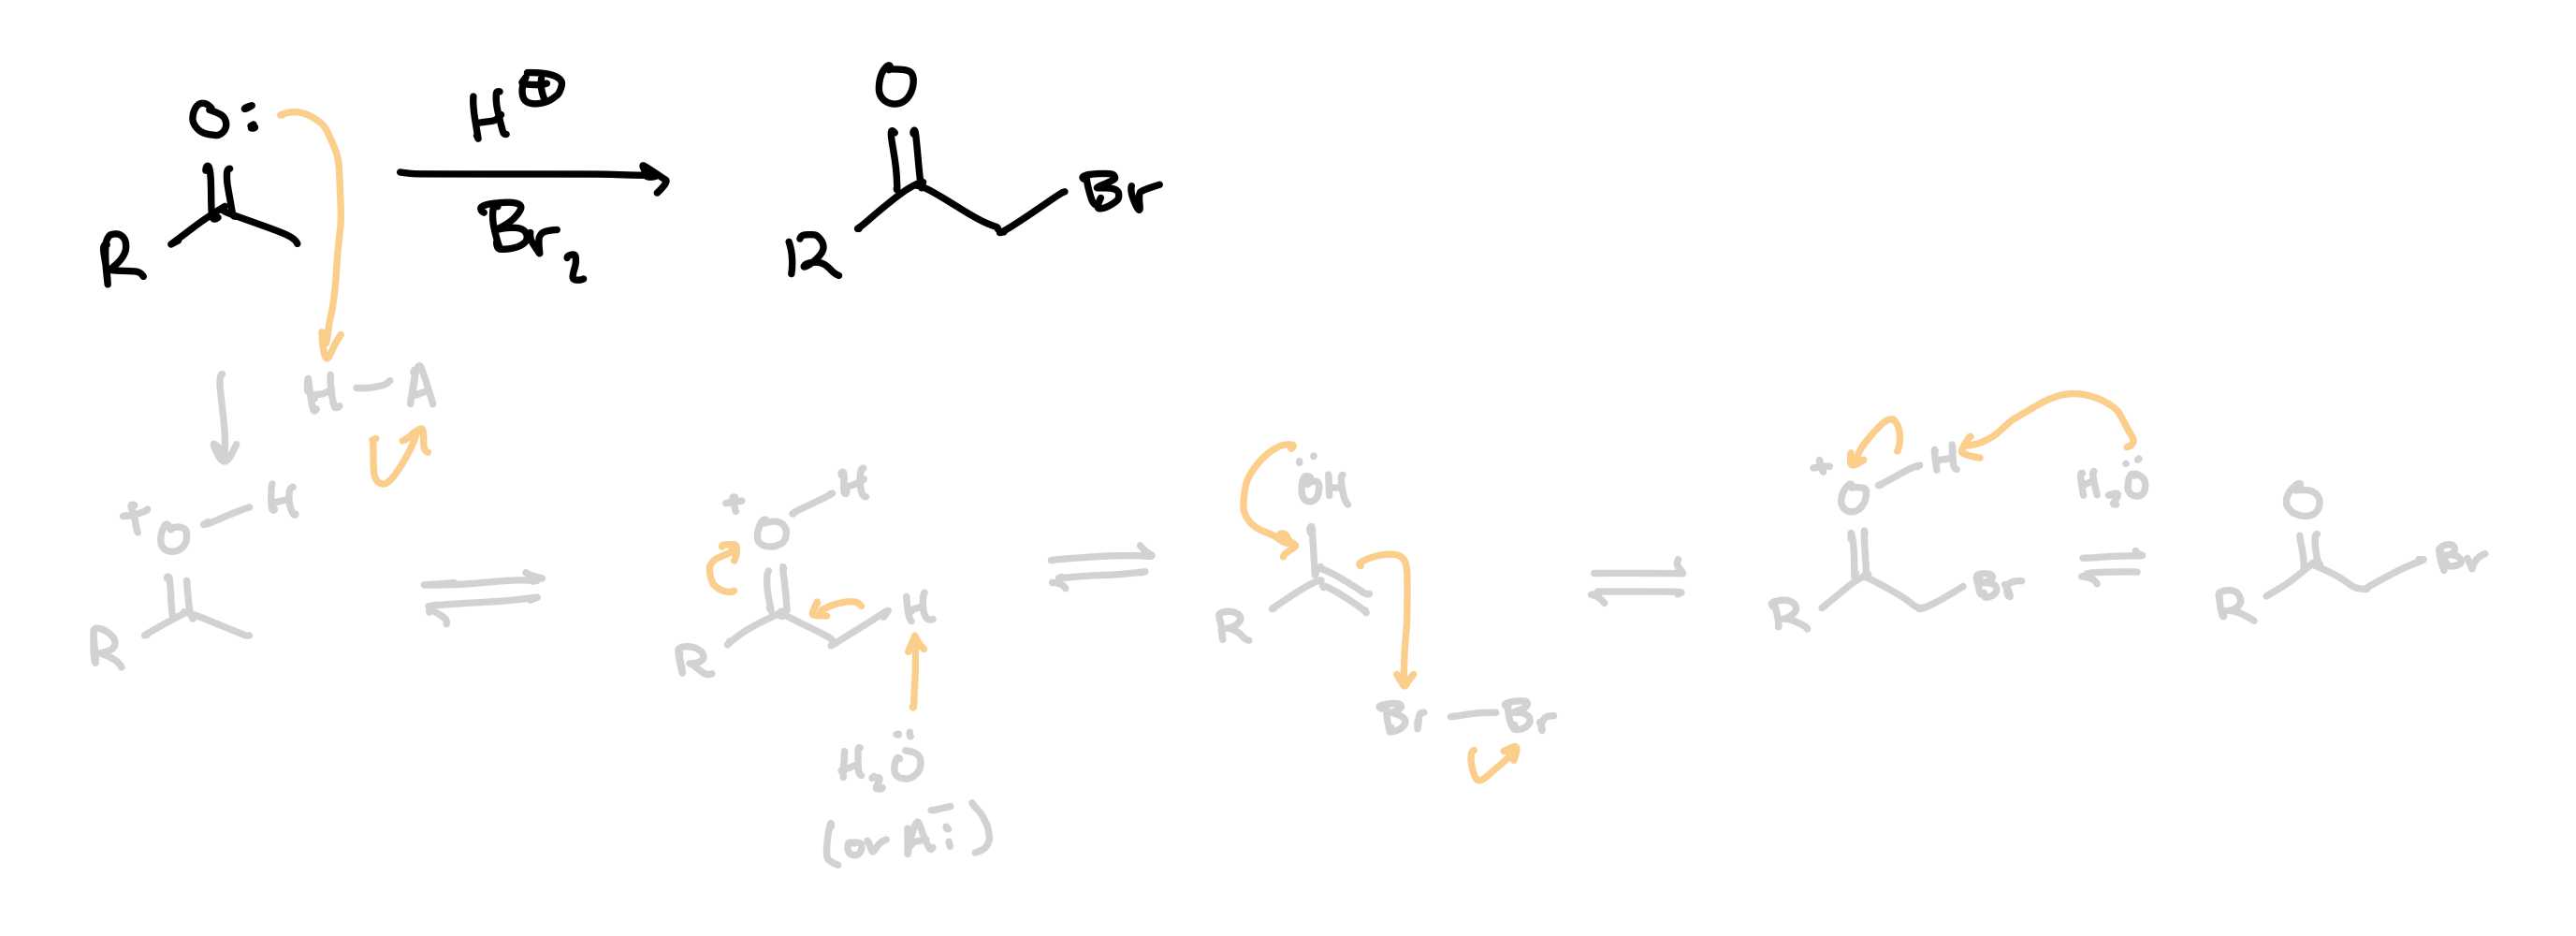 O: H⊕ O
R Br₂ R Br
H–A
+ O–H + O–H ÖH + O–H H₂Ö O
R R H R R Br R Br
Br–Br
H₂Ö
(or A⁻:)